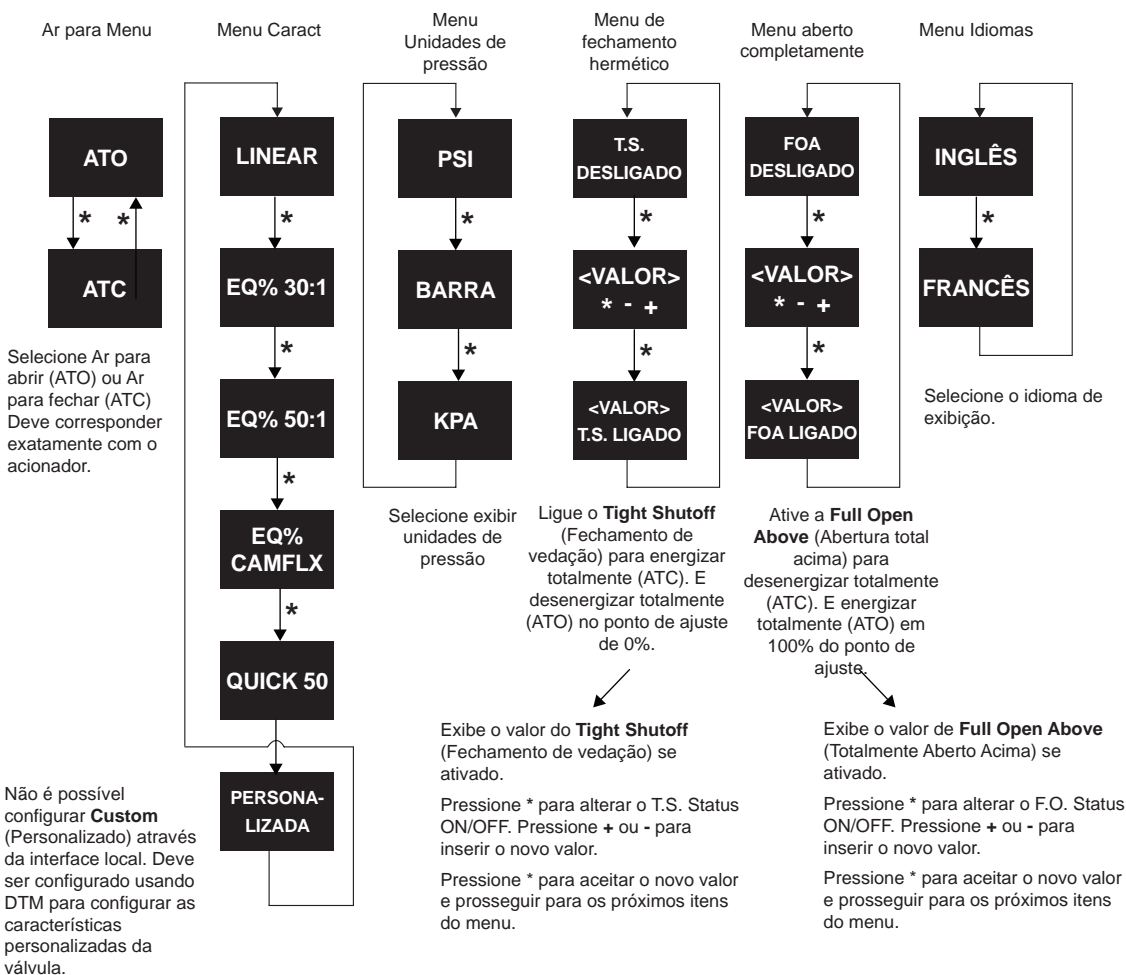 Ar para Menu
ATO
* *
ATC
Selecione Ar para
abrir (ATO) ou Ar
para fechar (ATC)
Deve corresponder
exatamente com o
acionador.
Menu Caract
LINEAR
*
EQ% 30:1
*
EQ% 50:1
*
EQ%
CAMFLX
*
QUICK 50
PERSONA-
LIZADA
Não é possível
configurar Custom
(Personalizado) através
da interface local. Deve
ser configurado usando
DTM para configurar as
características
personalizadas da
válvula.
Menu
Unidades de
pressão
PSI
*
BARRA
*
KPA
Selecione exibir
unidades de
pressão
Menu de
fechamento
hermético
T.S.
DESLIGADO
*
<VALOR>
* - +
*
<VALOR>
T.S. LIGADO
Ligue o Tight Shutoff
(Fechamento de
vedação) para energizar
totalmente (ATC). E
desenergizar totalmente
(ATO) no ponto de ajuste
de 0%.
Exibe o valor do Tight Shutoff
(Fechamento de vedação) se
ativado.
Pressione * para alterar o T.S. Status
ON/OFF. Pressione + ou - para
inserir o novo valor.
Pressione * para aceitar o novo valor
e prosseguir para os próximos itens
do menu.
Menu aberto
completamente
FOA
DESLIGADO
*
<VALOR>
* - +
*
<VALOR>
FOA LIGADO
Ative a Full Open
Above (Abertura total
acima) para
desenergizar totalmente
(ATC). E energizar
totalmente (ATO) em
100% do ponto de
ajuste.
Exibe o valor de Full Open Above
(Totalmente Aberto Acima) se
ativado.
Pressione * para alterar o F.O. Status
ON/OFF. Pressione + ou - para
inserir o novo valor.
Pressione * para aceitar o novo valor
e prosseguir para os próximos itens
do menu.
Menu Idiomas
INGLÊS
*
FRANCÊS
Selecione o idioma de
exibição.